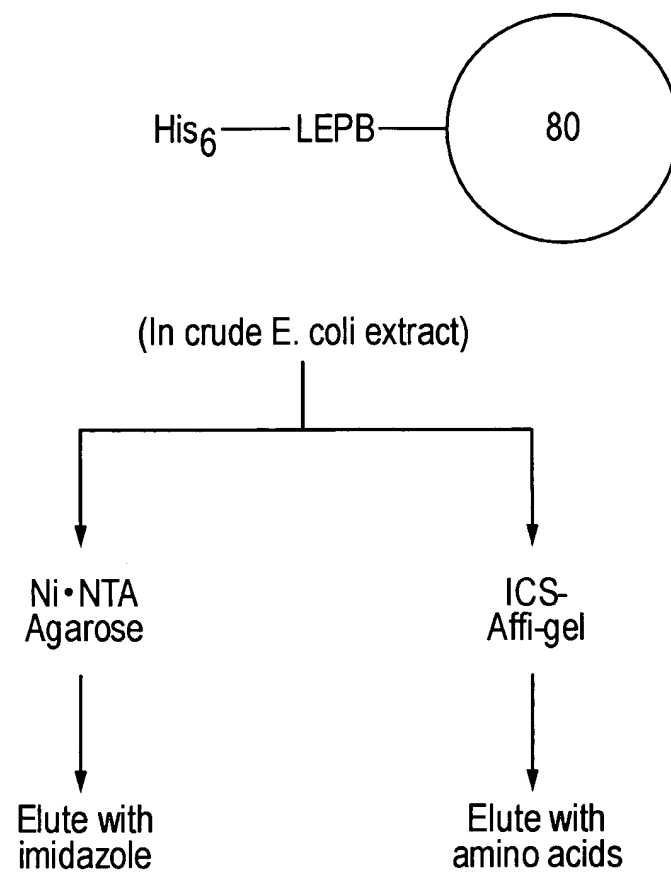 His6 LEPB 80
(In crude E. coli extract)
Ni•NTA
Agarose
ICS-
Affi-gel
Elute with
imidazole
Elute with
amino acids